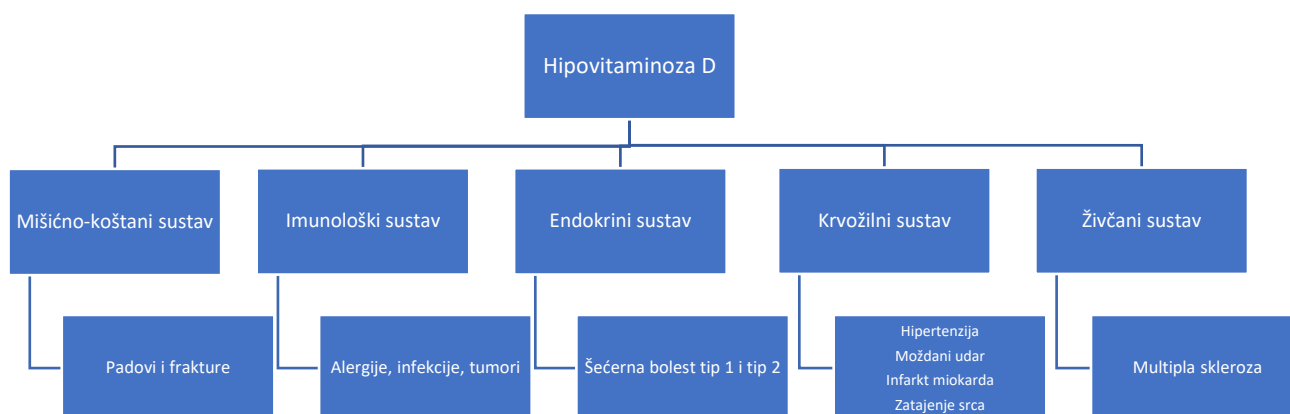 Hipovitaminoza D
Mišićno-koštani sustav
Imunološki sustav
Endokrini sustav
Krvožilni sustav
Živčani sustav
Padovi i frakture
Alergije, infekcije, tumori
Šećerna bolest tip 1 i tip 2
Hipertenzija
Moždani udar
Infarkt miokarda
Zatajenje srca
Multipla skleroza